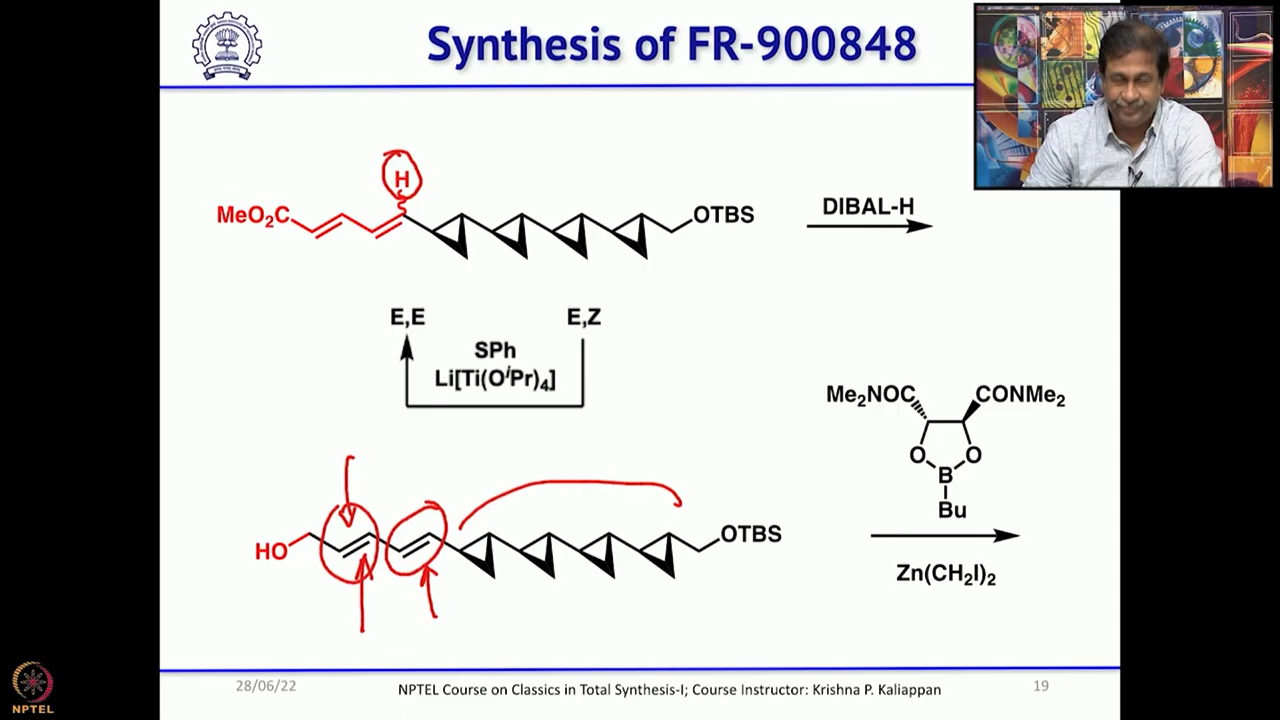 Synthesis of FR-900848
H
MeO₂C
OTBS
DIBAL-H
E,E
E,Z
SPh
Li[Ti(OⁱPr)₄]
Me₂NOC
CONMe₂
O
O
B
Bu
HO
OTBS
Zn(CH₂I)₂
28/06/22
NPTEL Course on Classics in Total Synthesis-I; Course Instructor: Krishna P. Kaliappan
19
NPTEL